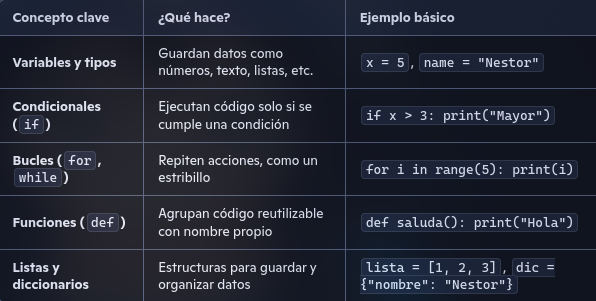 Concepto clave ¿Qué hace? Ejemplo básico
Variables y tipos
Guardan datos como
números, texto, listas, etc.
x = 5, name = "Nestor"
Condicionales
(if)
Ejecutan código solo si se
cumple una condición
if x > 3: print("Mayor")
Bucles (for,
while)
Repiten acciones, como un
estribillo
for i in range(5): print(i)
Funciones (def)
Agrupan código reutilizable
con nombre propio
def saluda(): print("Hola")
Listas y
diccionarios
Estructuras para guardar y
organizar datos
lista = [1, 2, 3], dic =
{"nombre": "Nestor"}